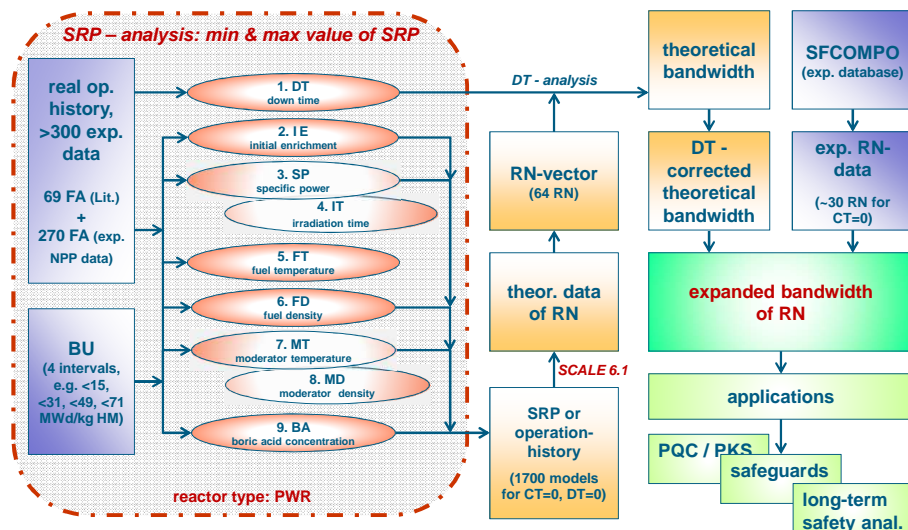 SRP – analysis: min & max value of SRP
real op.
history,
>300 exp.
data
69 FA (Lit.)
+
270 FA (exp.
NPP data)
BU
(4 intervals,
e.g. <15,
<31, <49, <71
MWd/kg HM)
1. DT
down time
2. IE
initial enrichment
3. SP
specific power
4. IT
irradiation time
5. FT
fuel temperature
6. FD
fuel density
7. MT
moderator temperature
8. MD
moderator density
9. BA
boric acid concentration
reactor type: PWR
DT - analysis
RN-vector
(64 RN)
theor. data
of RN
SCALE 6.1
SRP or
operation-
history
(1700 models
for CT=0, DT=0)
theoretical
bandwidth
DT -
corrected
theoretical
bandwidth
SFCOMPO
(exp. database)
exp. RN-
data
(~30 RN for
CT=0)
expanded bandwidth
of RN
applications
PQC / PKS
safeguards
long-term
safety anal.